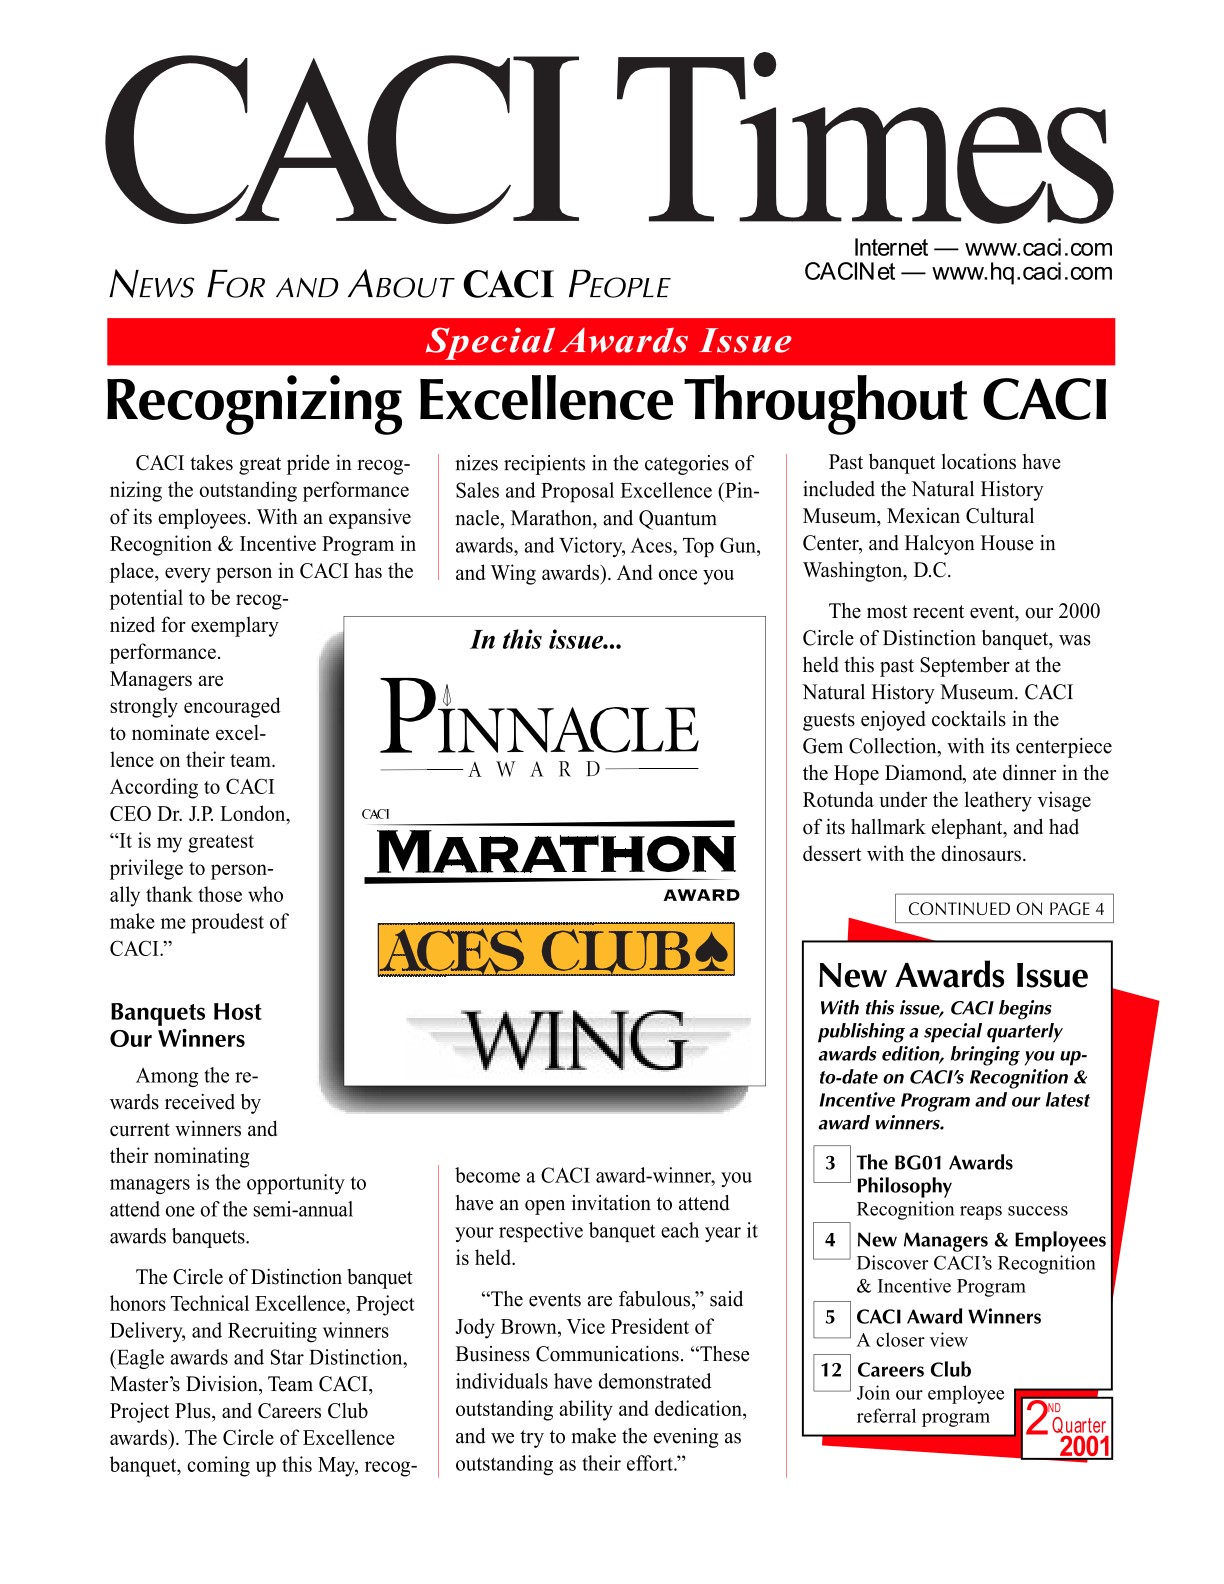 CACI Times
Internet — www.caci.com
CACINet — www.hq.caci.com
NEWS FOR AND ABOUT CACI PEOPLE
Special Awards Issue
Recognizing Excellence Throughout CACI
CACI takes great pride in recog-
nizing the outstanding performance
of its employees. With an expansive
Recognition & Incentive Program in
place, every person in CACI has the
potential to be recog-
nized for exemplary
performance.
Managers are
strongly encouraged
to nominate excel-
lence on their team.
According to CACI
CEO Dr. J.P. London,
“It is my greatest
privilege to person-
ally thank those who
make me proudest of
CACI.”
Banquets Host
Our Winners
Among the re-
wards received by
current winners and
their nominating
managers is the opportunity to
attend one of the semi-annual
awards banquets.
The Circle of Distinction banquet
honors Technical Excellence, Project
Delivery, and Recruiting winners
(Eagle awards and Star Distinction,
Master’s Division, Team CACI,
Project Plus, and Careers Club
awards). The Circle of Excellence
banquet, coming up this May, recog-
nizes recipients in the categories of
Sales and Proposal Excellence (Pin-
nacle, Marathon, and Quantum
awards, and Victory, Aces, Top Gun,
and Wing awards). And once you
In this issue...
PINNACLE
AWARD
CACI
MARATHON
AWARD
ACES CLUB
WING
become a CACI award-winner, you
have an open invitation to attend
your respective banquet each year it
is held.
“The events are fabulous,” said
Jody Brown, Vice President of
Business Communications. “These
individuals have demonstrated
outstanding ability and dedication,
and we try to make the evening as
outstanding as their effort.”
Past banquet locations have
included the Natural History
Museum, Mexican Cultural
Center, and Halcyon House in
Washington, D.C.
The most recent event, our 2000
Circle of Distinction banquet, was
held this past September at the
Natural History Museum. CACI
guests enjoyed cocktails in the
Gem Collection, with its centerpiece
the Hope Diamond, ate dinner in the
Rotunda under the leathery visage
of its hallmark elephant, and had
dessert with the dinosaurs.
CONTINUED ON PAGE 4
New Awards Issue
With this issue, CACI begins
publishing a special quarterly
awards edition, bringing you up-
to-date on CACI’s Recognition &
Incentive Program and our latest
award winners.
3 The BG01 Awards
Philosophy
Recognition reaps success
4 New Managers & Employees
Discover CACI’s Recognition
& Incentive Program
5 CACI Award Winners
A closer view
12 Careers Club
Join our employee
referral program
2ND Quarter
2001